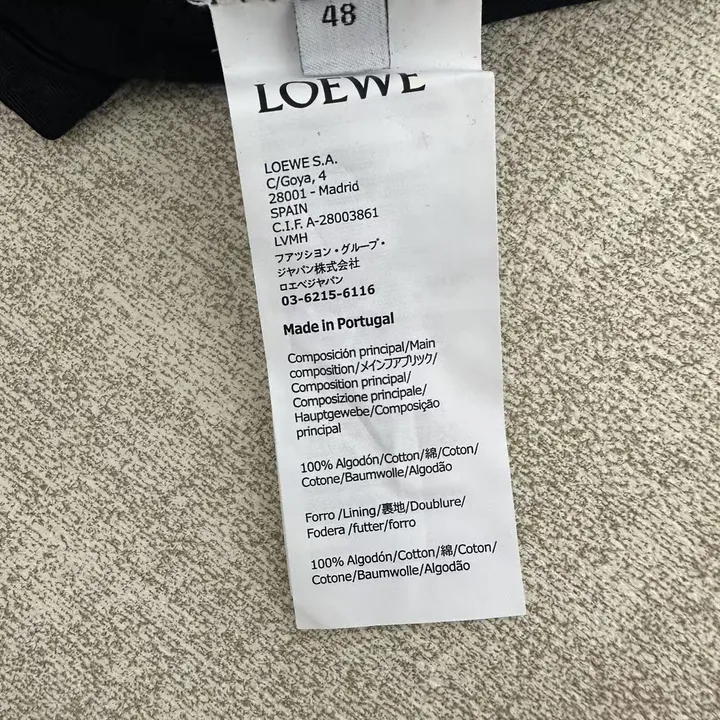 48
LOEWE
LOEWE S.A.
C/Goya, 4
28001 - Madrid
SPAIN
C.I.F. A-28003861
LVMH
ファッション・グループ・
ジャパン株式会社
ロエベジャパン
03-6215-6116
Made in Portugal
Composición principal/Main
composition/メインファブリック/
Composition principal/
Composizione principale/
Hauptgewebe/Composição
principal
100% Algodón/Cotton/綿/Coton/
Cotone/Baumwolle/Algodão
Forro /Lining/裏地/Doublure/
Fodera /futter/forro
100% Algodón/Cotton/綿/Coton/
Cotone/Baumwolle/Algodão